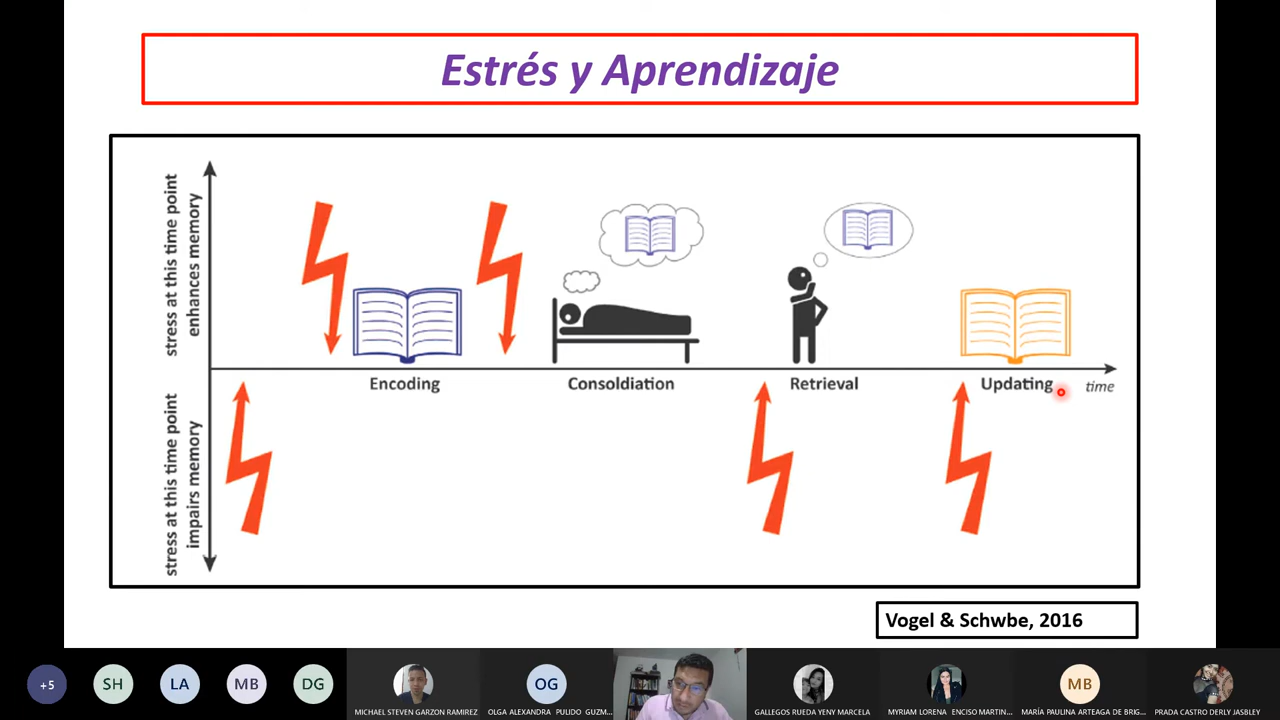 Estrés y Aprendizaje
stress at this time point
enhances memory
stress at this time point
impairs memory
Encoding
Consoldiation
Retrieval
Updating
time
Vogel & Schwbe, 2016
+5
SH
LA
MB
DG
MICHAEL STEVEN GARZON RAMIREZ
OG
OLGA ALEXANDRA PULIDO GUZM...
GALLEGOS RUEDA YENY MARCELA
MYRIAM LORENA ENCISO MARTIN...
MB
MARÍA PAULINA ARTEAGA DE BRIG...
PRADA CASTRO DERLY JASBLEY